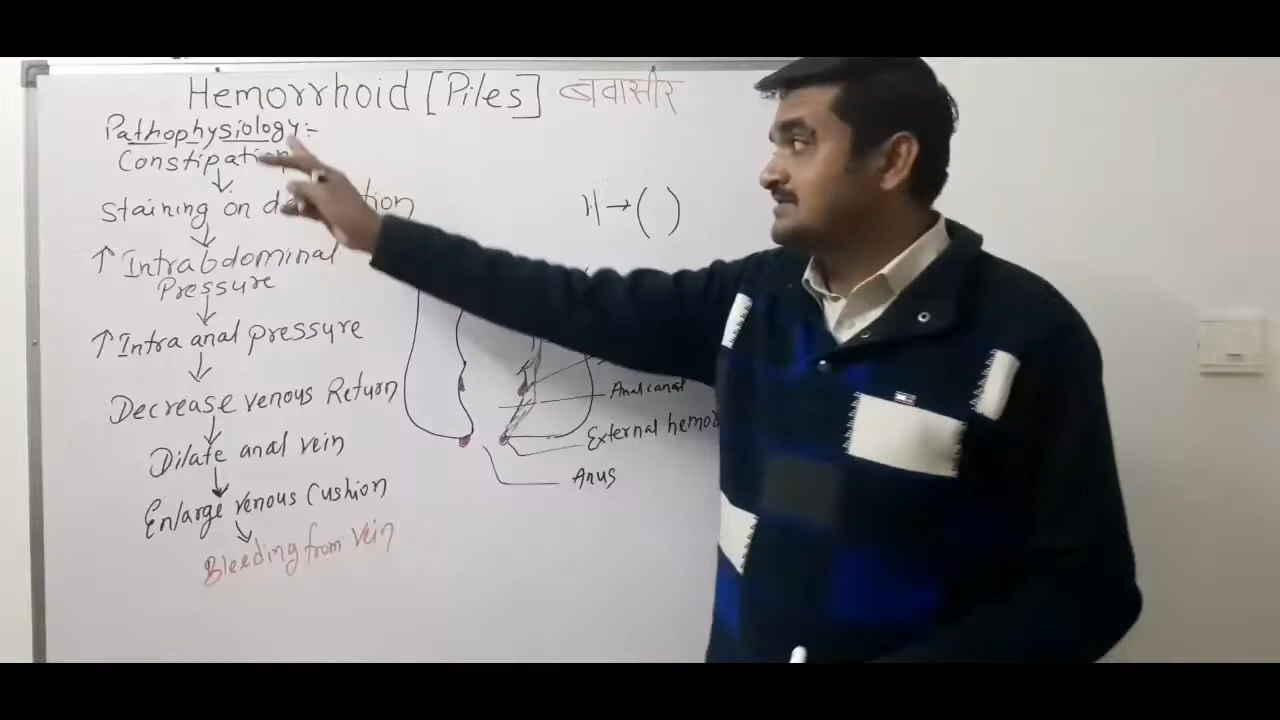 Hemorrhoid [Piles] बवासीर
Pathophysiology:-
Constipation
↓
Staining on
↓
↑ Intrabdominal
Pressure
↓
↑ Intra anal pressure
↓
Decrease venous Return
↓
Dilate anal vein
↓
Enlarge venous Cushion
↓
Bleeding from vein
→ ( )
Anal canal
External hemor
Anus